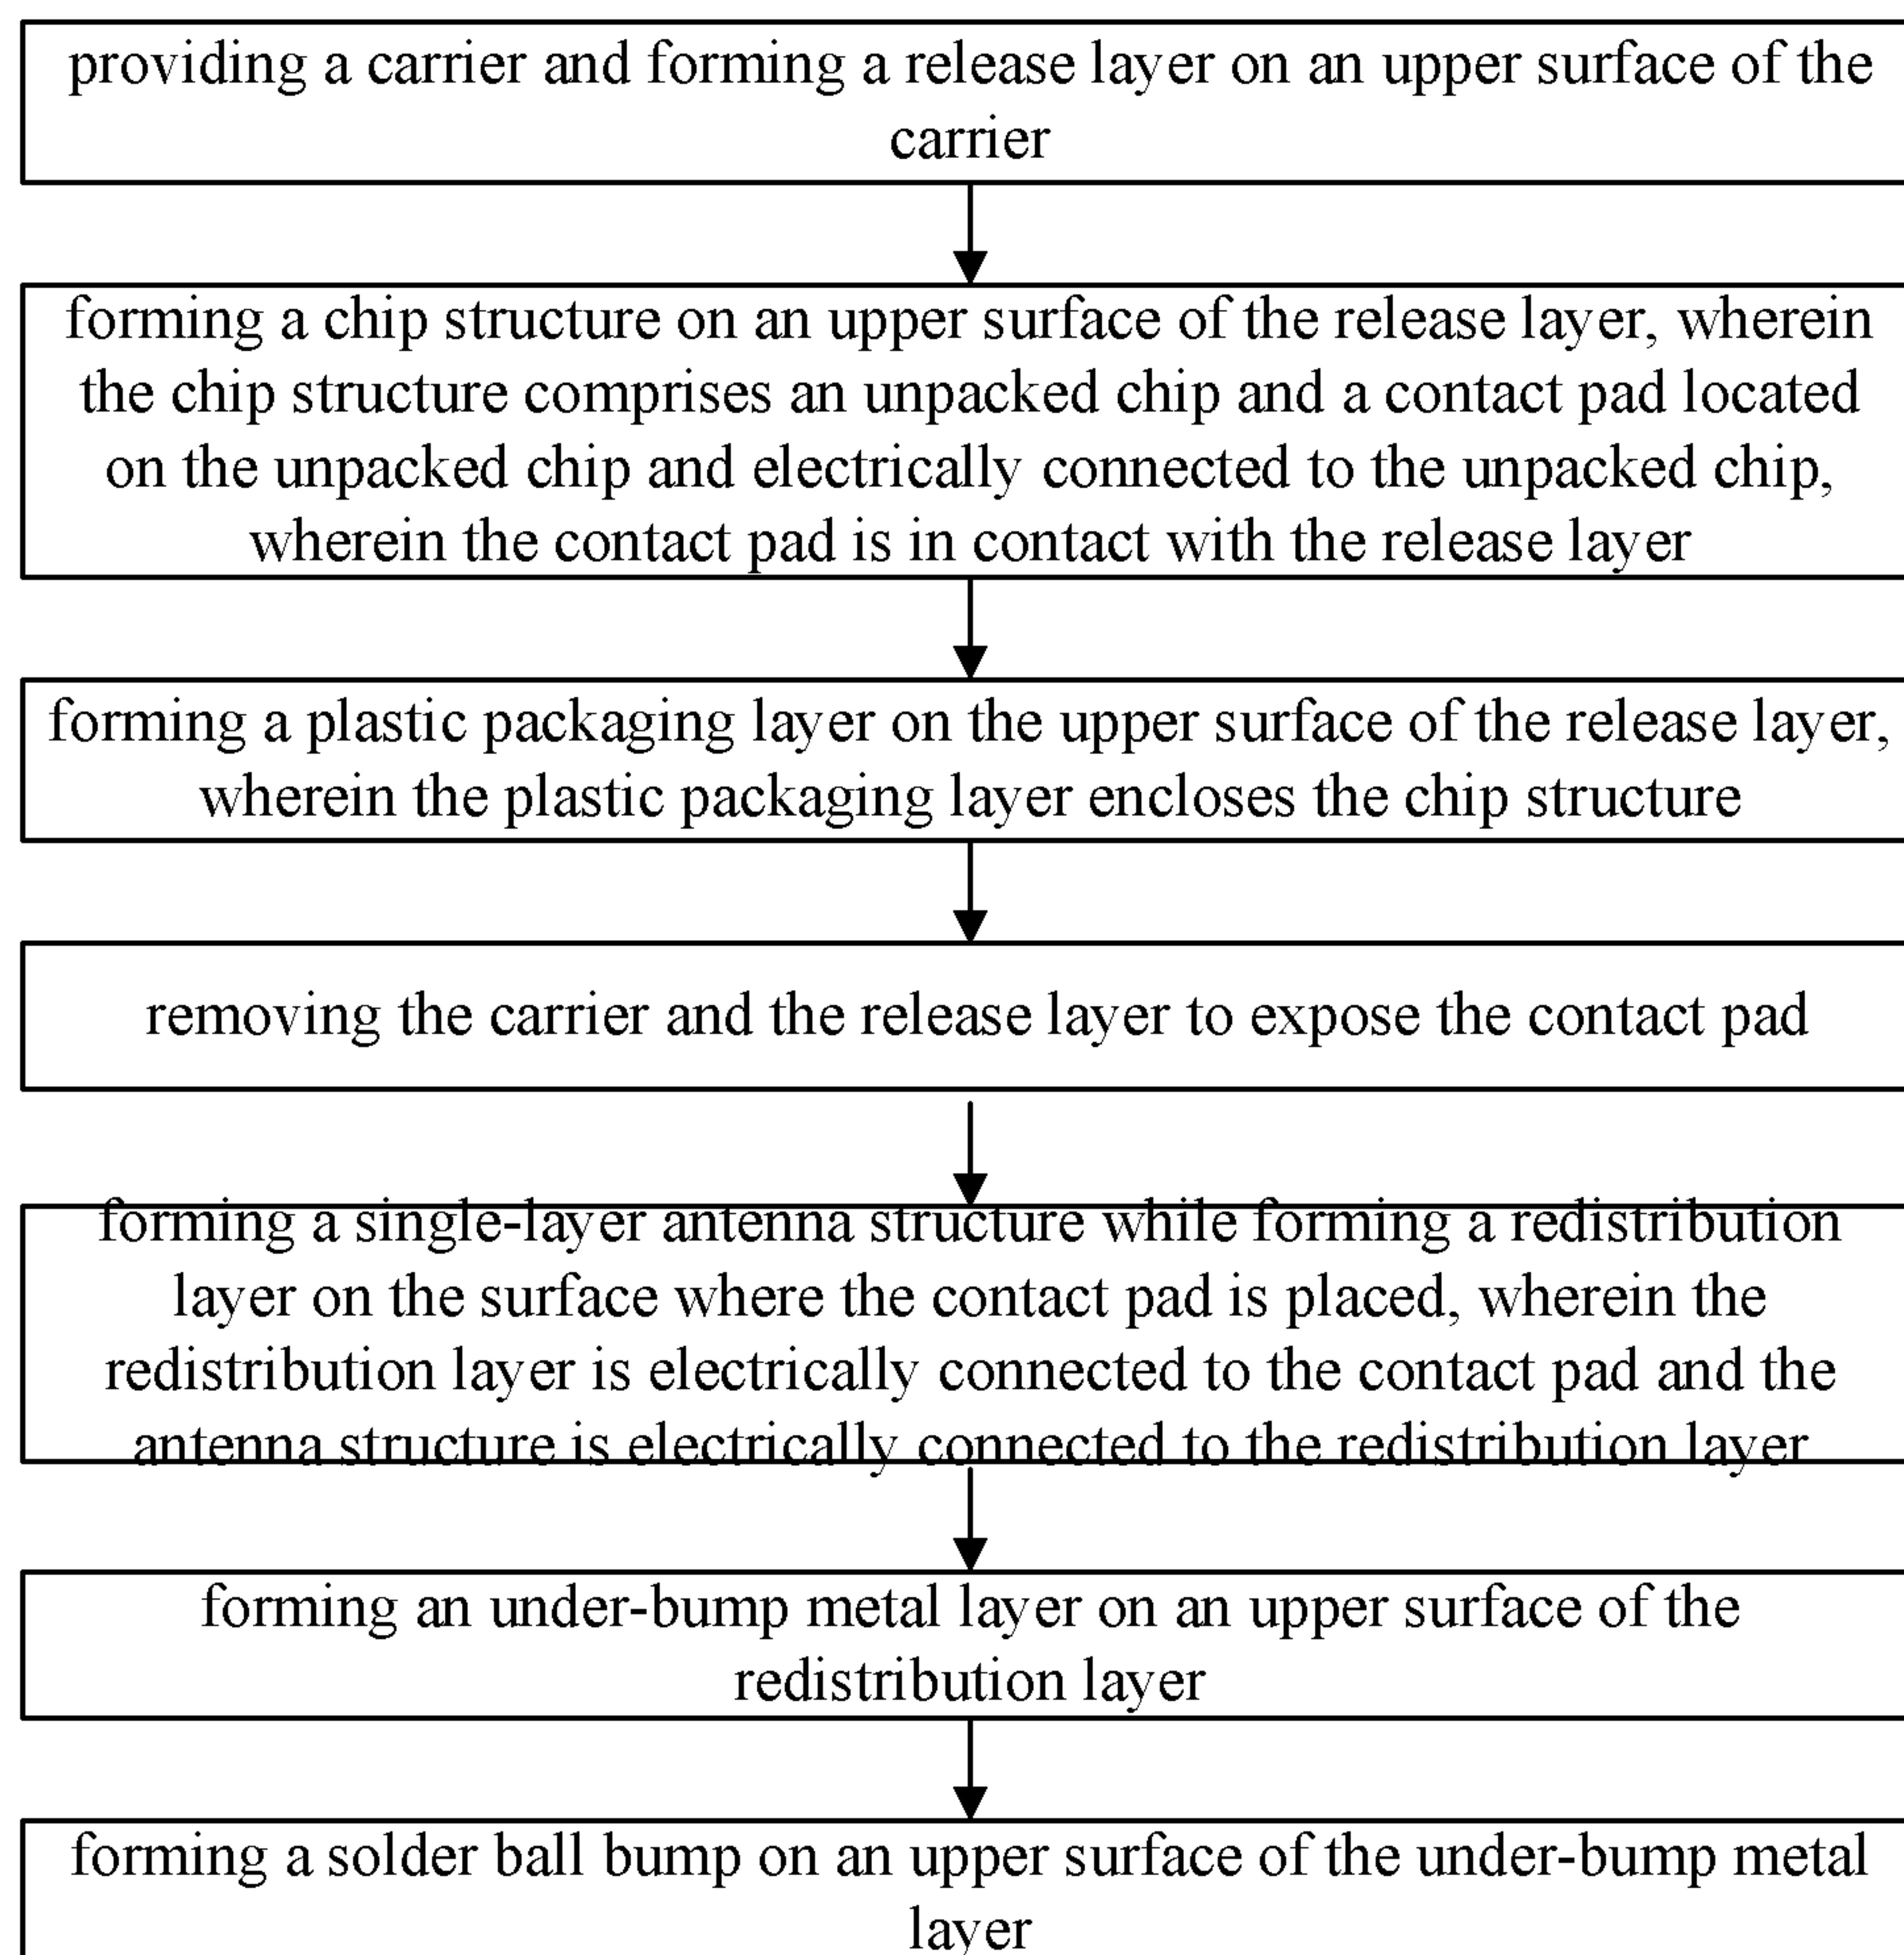 providing a carrier and forming a release layer on an upper surface of the
carrier
forming a chip structure on an upper surface of the release layer, wherein
the chip structure comprises an unpacked chip and a contact pad located
on the unpacked chip and electrically connected to the unpacked chip,
wherein the contact pad is in contact with the release layer
forming a plastic packaging layer on the upper surface of the release layer,
wherein the plastic packaging layer encloses the chip structure
removing the carrier and the release layer to expose the contact pad
forming a single-layer antenna structure while forming a redistribution
layer on the surface where the contact pad is placed, wherein the
redistribution layer is electrically connected to the contact pad and the
antenna structure is electrically connected to the redistribution layer
forming an under-bump metal layer on an upper surface of the
redistribution layer
forming a solder ball bump on an upper surface of the under-bump metal
layer